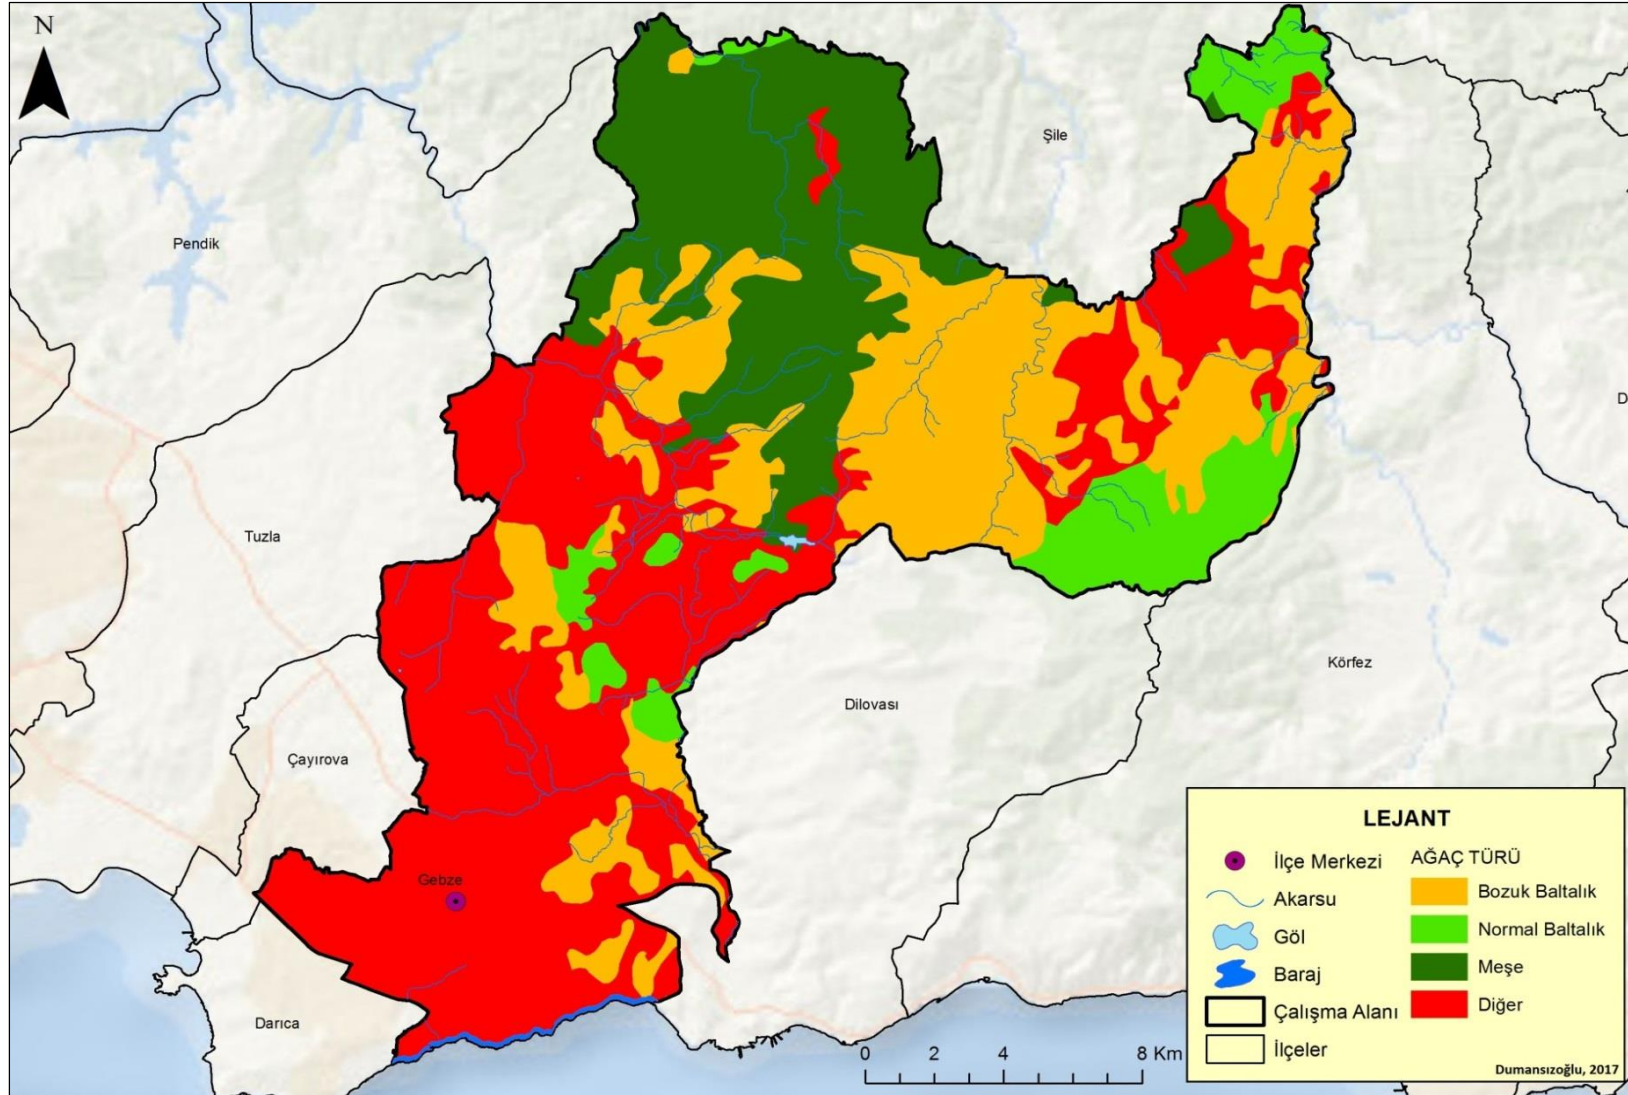 N
Şile
Pendik
D
Tuzla
Körfez
Dilovası
Çayırova
Gebze
Darıca
0 2 4 8 Km
LEJANT
İlçe Merkezi
Akarsu
Göl
Baraj
Çalışma Alanı
İlçeler
AĞAÇ TÜRÜ
Bozuk Baltalık
Normal Baltalık
Meşe
Diğer
Dumansızoğlu, 2017